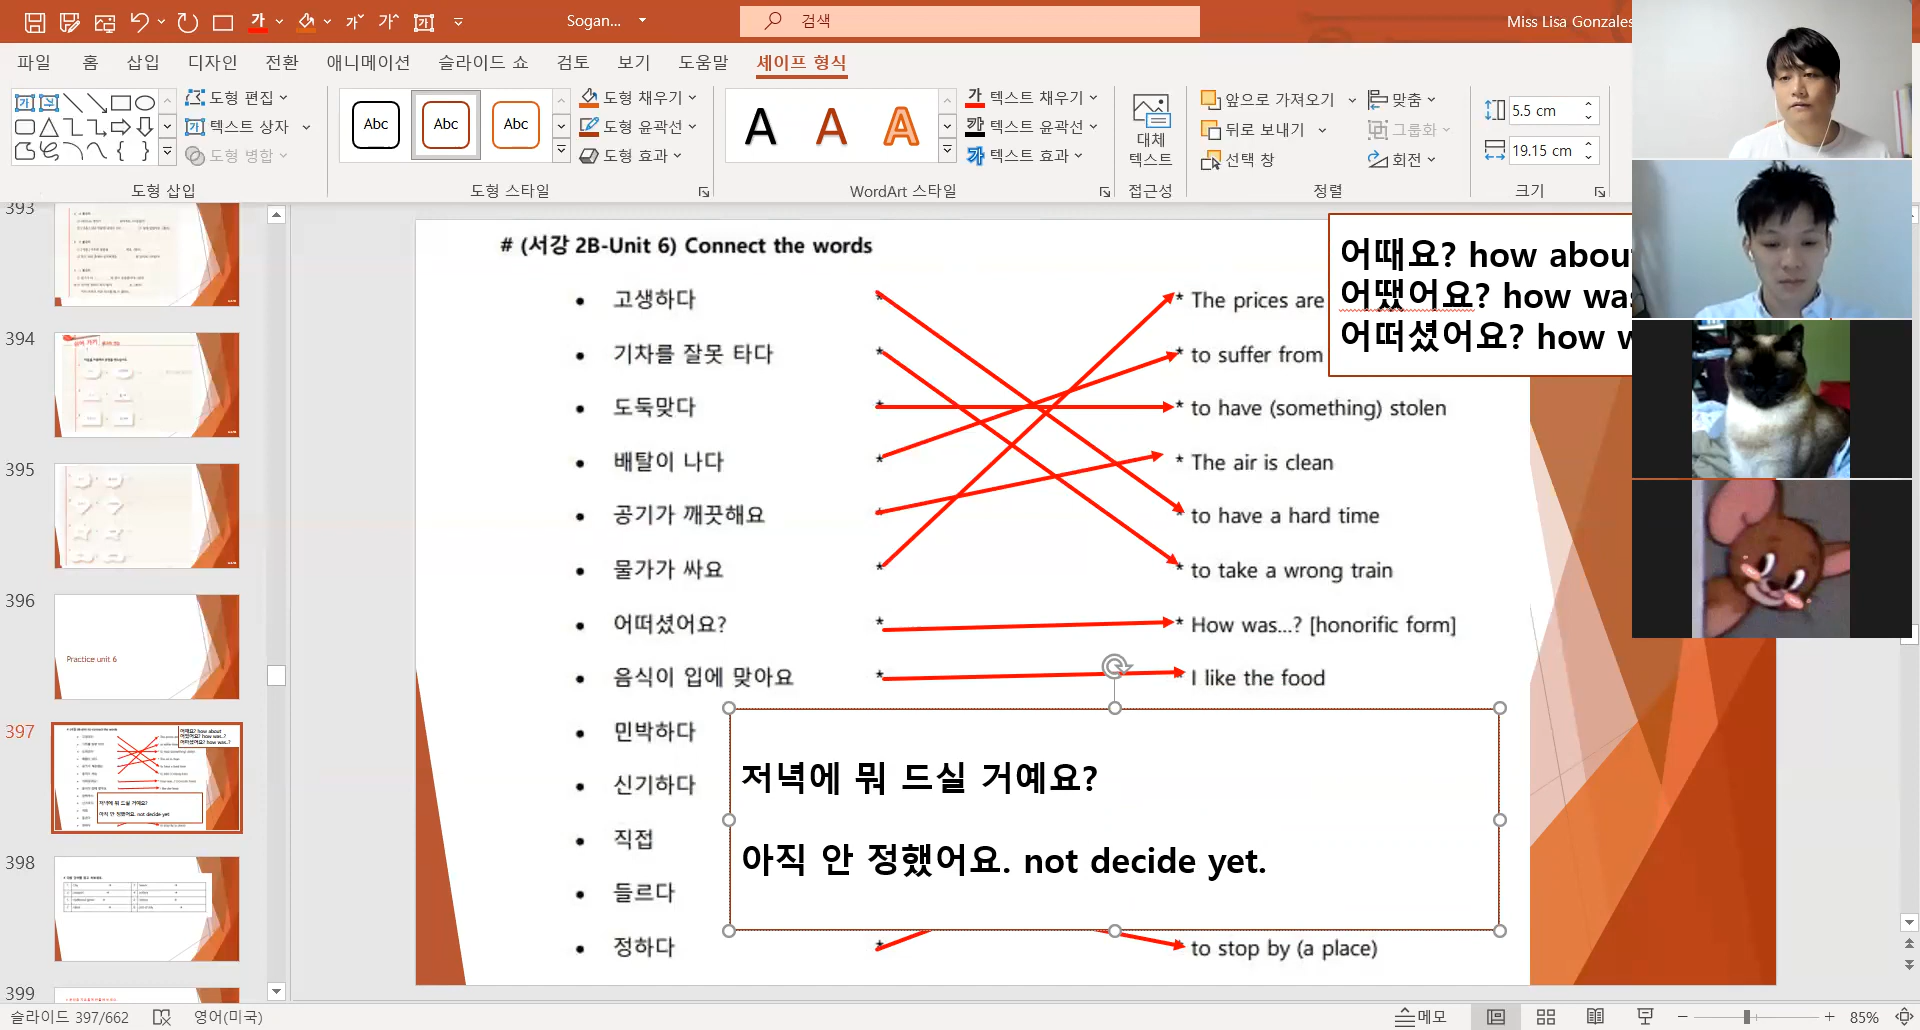 Sogan...
검색
Miss Lisa Gonzales
파일 홈 삽입 디자인 전환 애니메이션 슬라이드 쇼 검토 보기 도움말 셰이프 형식
도형 편집
텍스트 상자
도형 병합
도형 삽입
Abc Abc Abc
도형 채우기
도형 윤곽선
도형 효과
도형 스타일
A A A
텍스트 채우기
텍스트 윤곽선
텍스트 효과
WordArt 스타일
대체
텍스트
접근성
앞으로 가져오기
뒤로 보내기
선택 창
맞춤
그룹화
회전
정렬
5.5 cm
19.15 cm
크기
393
394
395
396
Practice unit 6
397
398
399
# (서강 2B-Unit 6) Connect the words
• 고생하다 * * The prices are
• 기차를 잘못 타다 * * to suffer from
• 도둑맞다 * * to have (something) stolen
• 배탈이 나다 * * The air is clean
• 공기가 깨끗해요 * * to have a hard time
• 물가가 싸요 * * to take a wrong train
• 어떠셨어요? * * How was...? [honorific form]
• 음식이 입에 맞아요 * * I like the food
• 민박하다
• 신기하다
• 직접
• 들르다
• 정하다 * * to stop by (a place)
어때요? how abou
어땠어요? how wa
어떠셨어요? how w
저녁에 뭐 드실 거예요?
아직 안 정했어요. not decide yet.
슬라이드 397/662 영어(미국)
메모
85%